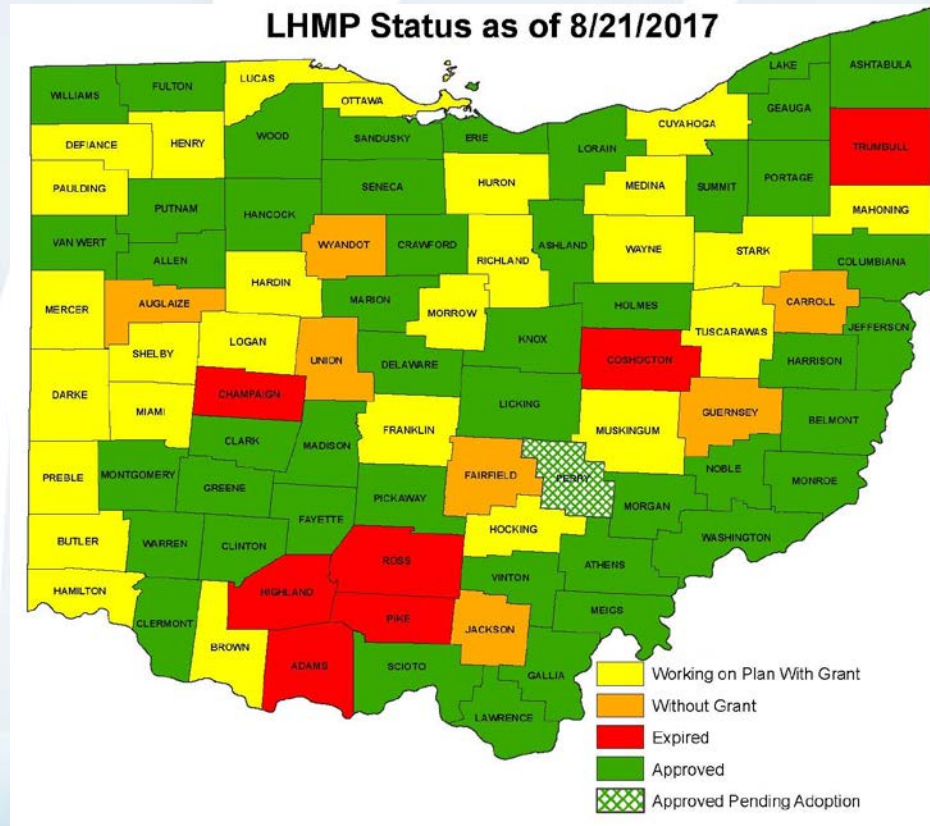 LHMP Status as of 8/21/2017
WILLIAMS
FULTON
LUCAS
OTTAWA
LAKE
ASHTABULA
GEAUGA
DEFIANCE
HENRY
WOOD
SANDUSKY
ERIE
LORAIN
CUYAHOGA
TRUMBULL
PAULDING
SENECA
HURON
MEDINA
SUMMIT
PORTAGE
PUTNAM
HANCOCK
MAHONING
VAN WERT
WYANDOT
CRAWFORD
RICHLAND
ASHLAND
WAYNE
STARK
ALLEN
COLUMBIANA
HARDIN
MERCER
AUGLAIZE
MARION
MORROW
HOLMES
CARROLL
TUSCARAWAS
JEFFERSON
SHELBY
LOGAN
UNION
KNOX
COSHOCTON
HARRISON
DELAWARE
DARKE
CHAMPAIGN
LICKING
MIAMI
GUERNSEY
BELMONT
FRANKLIN
MUSKINGUM
CLARK
MADISON
NOBLE
PREBLE
MONTGOMERY
FAIRFIELD
PERRY
MONROE
GREENE
PICKAWAY
MORGAN
FAYETTE
HOCKING
WASHINGTON
BUTLER
WARREN
CLINTON
ROSS
ATHENS
VINTON
HAMILTON
HIGHLAND
MEIGS
CLERMONT
PIKE
JACKSON
BROWN
ADAMS
SCIOTO
GALLIA
LAWRENCE
Working on Plan With Grant
Without Grant
Expired
Approved
Approved Pending Adoption